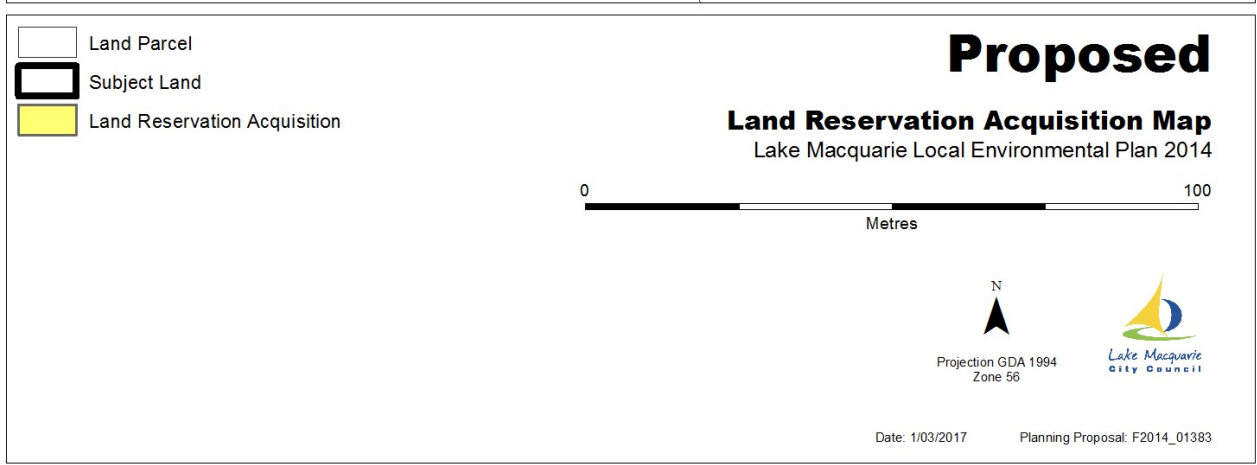 Land Parcel
Subject Land
Land Reservation Acquisition
Proposed
Land Reservation Acquisition Map
Lake Macquarie Local Environmental Plan 2014
0 100
Metres
N
Projection GDA 1994
Zone 56
Lake Macquarie
City Council
Date: 1/03/2017 Planning Proposal: F2014_01383